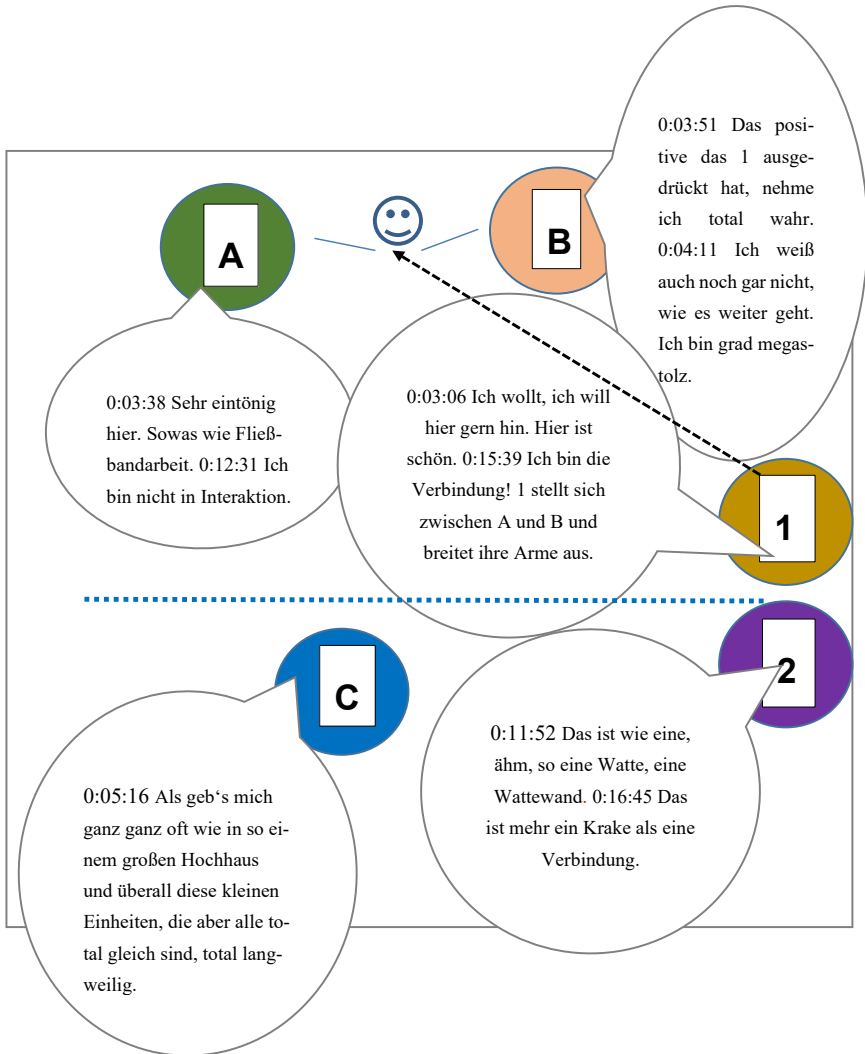 0:03:51 Das posi-
tive das 1 ausge-
drückt hat, nehme
ich total wahr.
0:04:11 Ich weiß
auch noch gar nicht,
wie es weiter geht.
Ich bin grad megas-
tolz.
A
B
0:03:38 Sehr eintönig
hier. Sowas wie Fließ-
bandarbeit. 0:12:31 Ich
bin nicht in Interaktion.
0:03:06 Ich wollt, ich will
hier gern hin. Hier ist
schön. 0:15:39 Ich bin die
Verbindung! 1 stellt sich
zwischen A und B und
breitet ihre Arme aus.
1
C
2
0:11:52 Das ist wie eine,
ähm, so eine Watte, eine
Wattewand. 0:16:45 Das
ist mehr ein Krake als eine
Verbindung.
0:05:16 Als geb‘s mich
ganz ganz oft wie in so ei-
nem großen Hochhaus
und überall diese kleinen
Einheiten, die aber alle to-
tal gleich sind, total lang-
weilig.